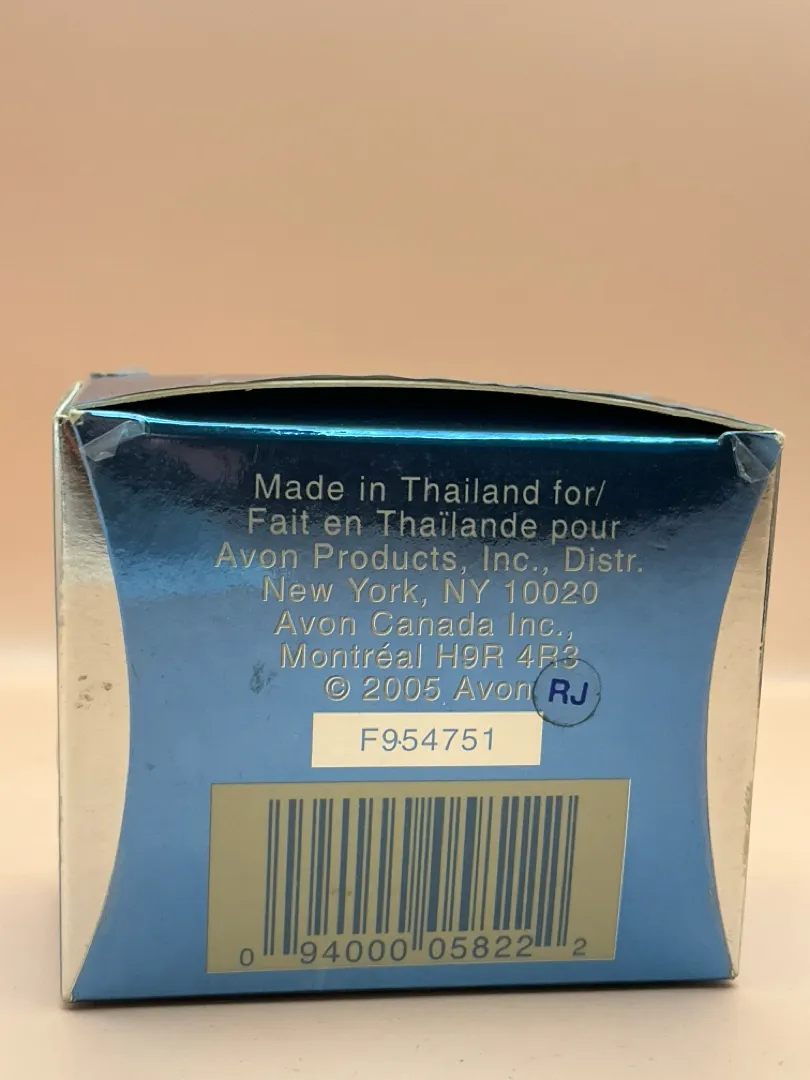 Made in Thailand for/
Fait en Thaïlande pour
Avon Products, Inc., Distr.
New York, NY 10020
Avon Canada Inc.,
Montréal H9R 4R3
© 2005 Avon
RJ
F954751
0 94000 05822 2